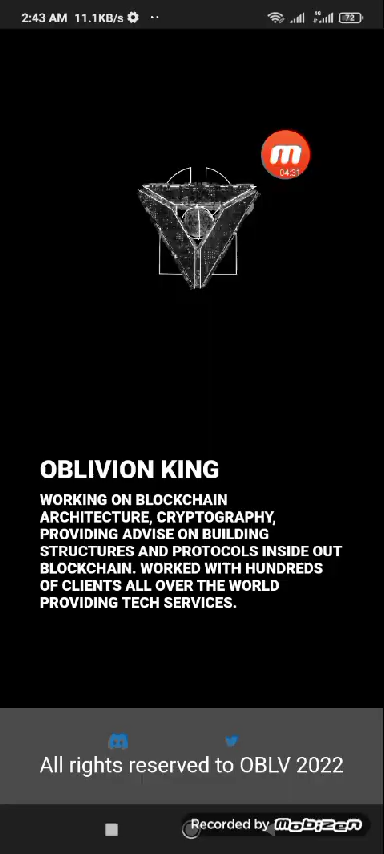 2:43 AM 11.1KB/s 72
04:31
OBLIVION KING
WORKING ON BLOCKCHAIN
ARCHITECTURE, CRYPTOGRAPHY,
PROVIDING ADVISE ON BUILDING
STRUCTURES AND PROTOCOLS INSIDE OUT
BLOCKCHAIN. WORKED WITH HUNDREDS
OF CLIENTS ALL OVER THE WORLD
PROVIDING TECH SERVICES.
All rights reserved to OBLV 2022
Recorded by mobizen